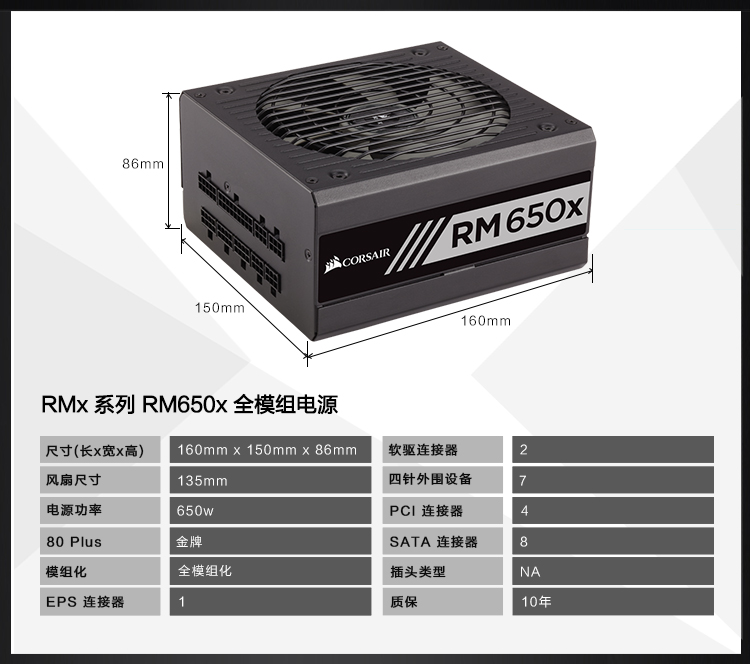 86mm
RM650x
CORSAIR
150mm
160mm
RMx 系列 RM650x 全模组电源
尺寸(长x宽x高) 160mm x 150mm x 86mm 软驱连接器 2
风扇尺寸 135mm 四针外围设备 7
电源功率 650w PCI 连接器 4
80 Plus 金牌 SATA 连接器 8
模组化 全模组化 插头类型 NA
EPS 连接器 1 质保 10年